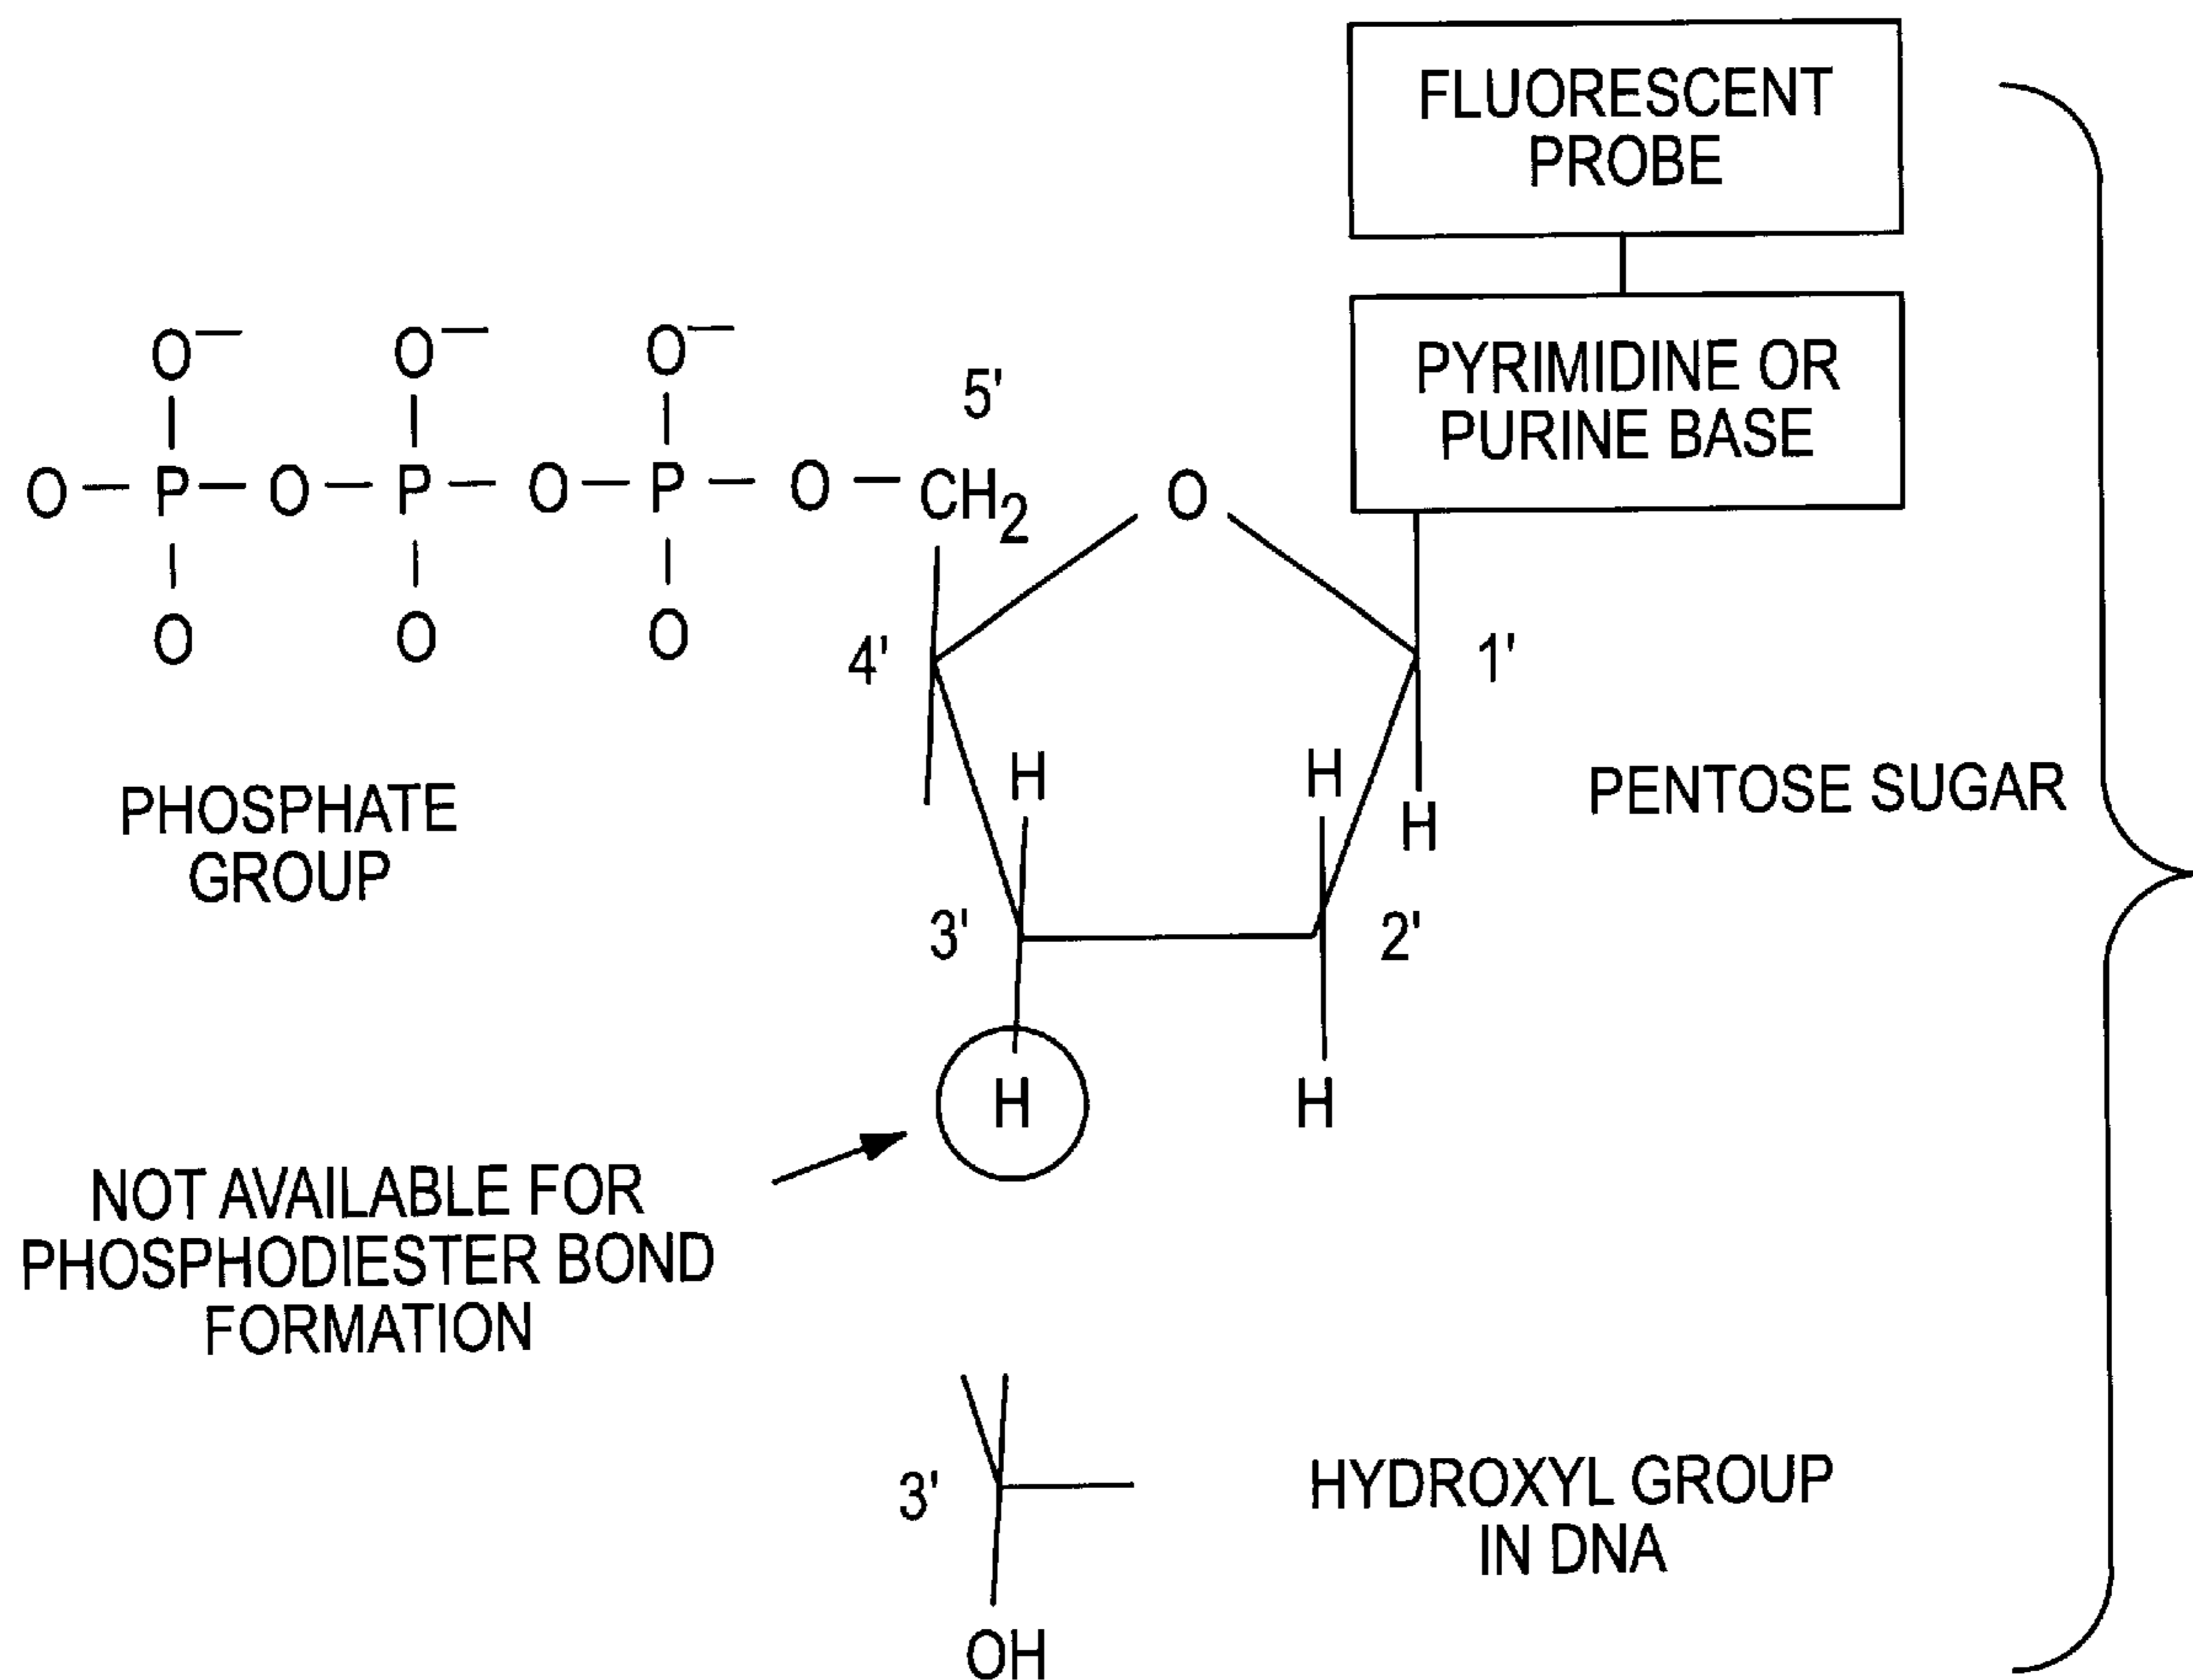 FLUORESCENT
PROBE
PYRIMIDINE OR
PURINE BASE
O⁻ O⁻ O⁻
5'
O – P – O – P – O – P – O – CH₂ O
O O O
4' 1'
H H H
PHOSPHATE
GROUP
PENTOSE SUGAR
3' 2'
H H
NOT AVAILABLE FOR
PHOSPHODIESTER BOND
FORMATION
3'
OH
HYDROXYL GROUP
IN DNA